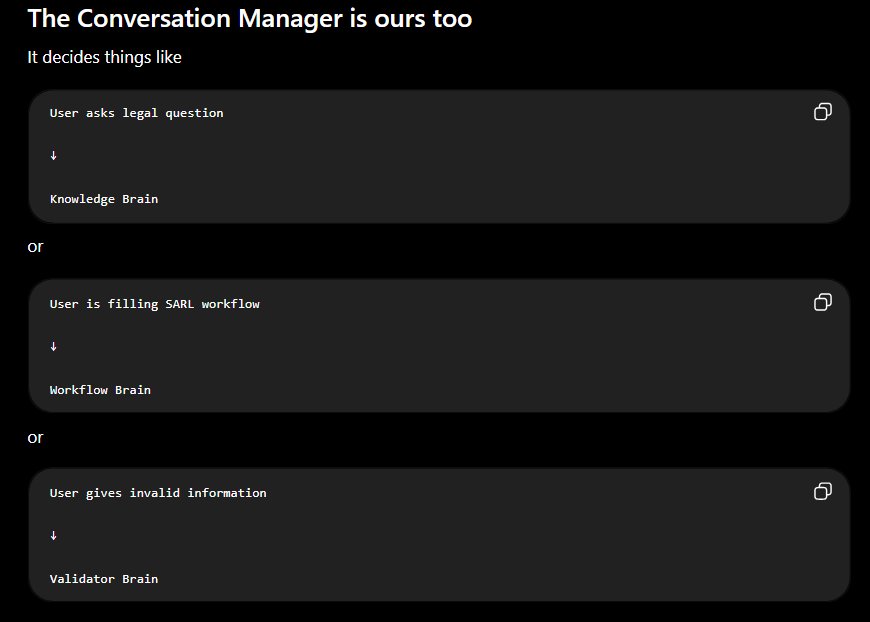 The Conversation Manager is ours too
It decides things like
User asks legal question
↓
Knowledge Brain
or
User is filling SARL workflow
↓
Workflow Brain
or
User gives invalid information
↓
Validator Brain